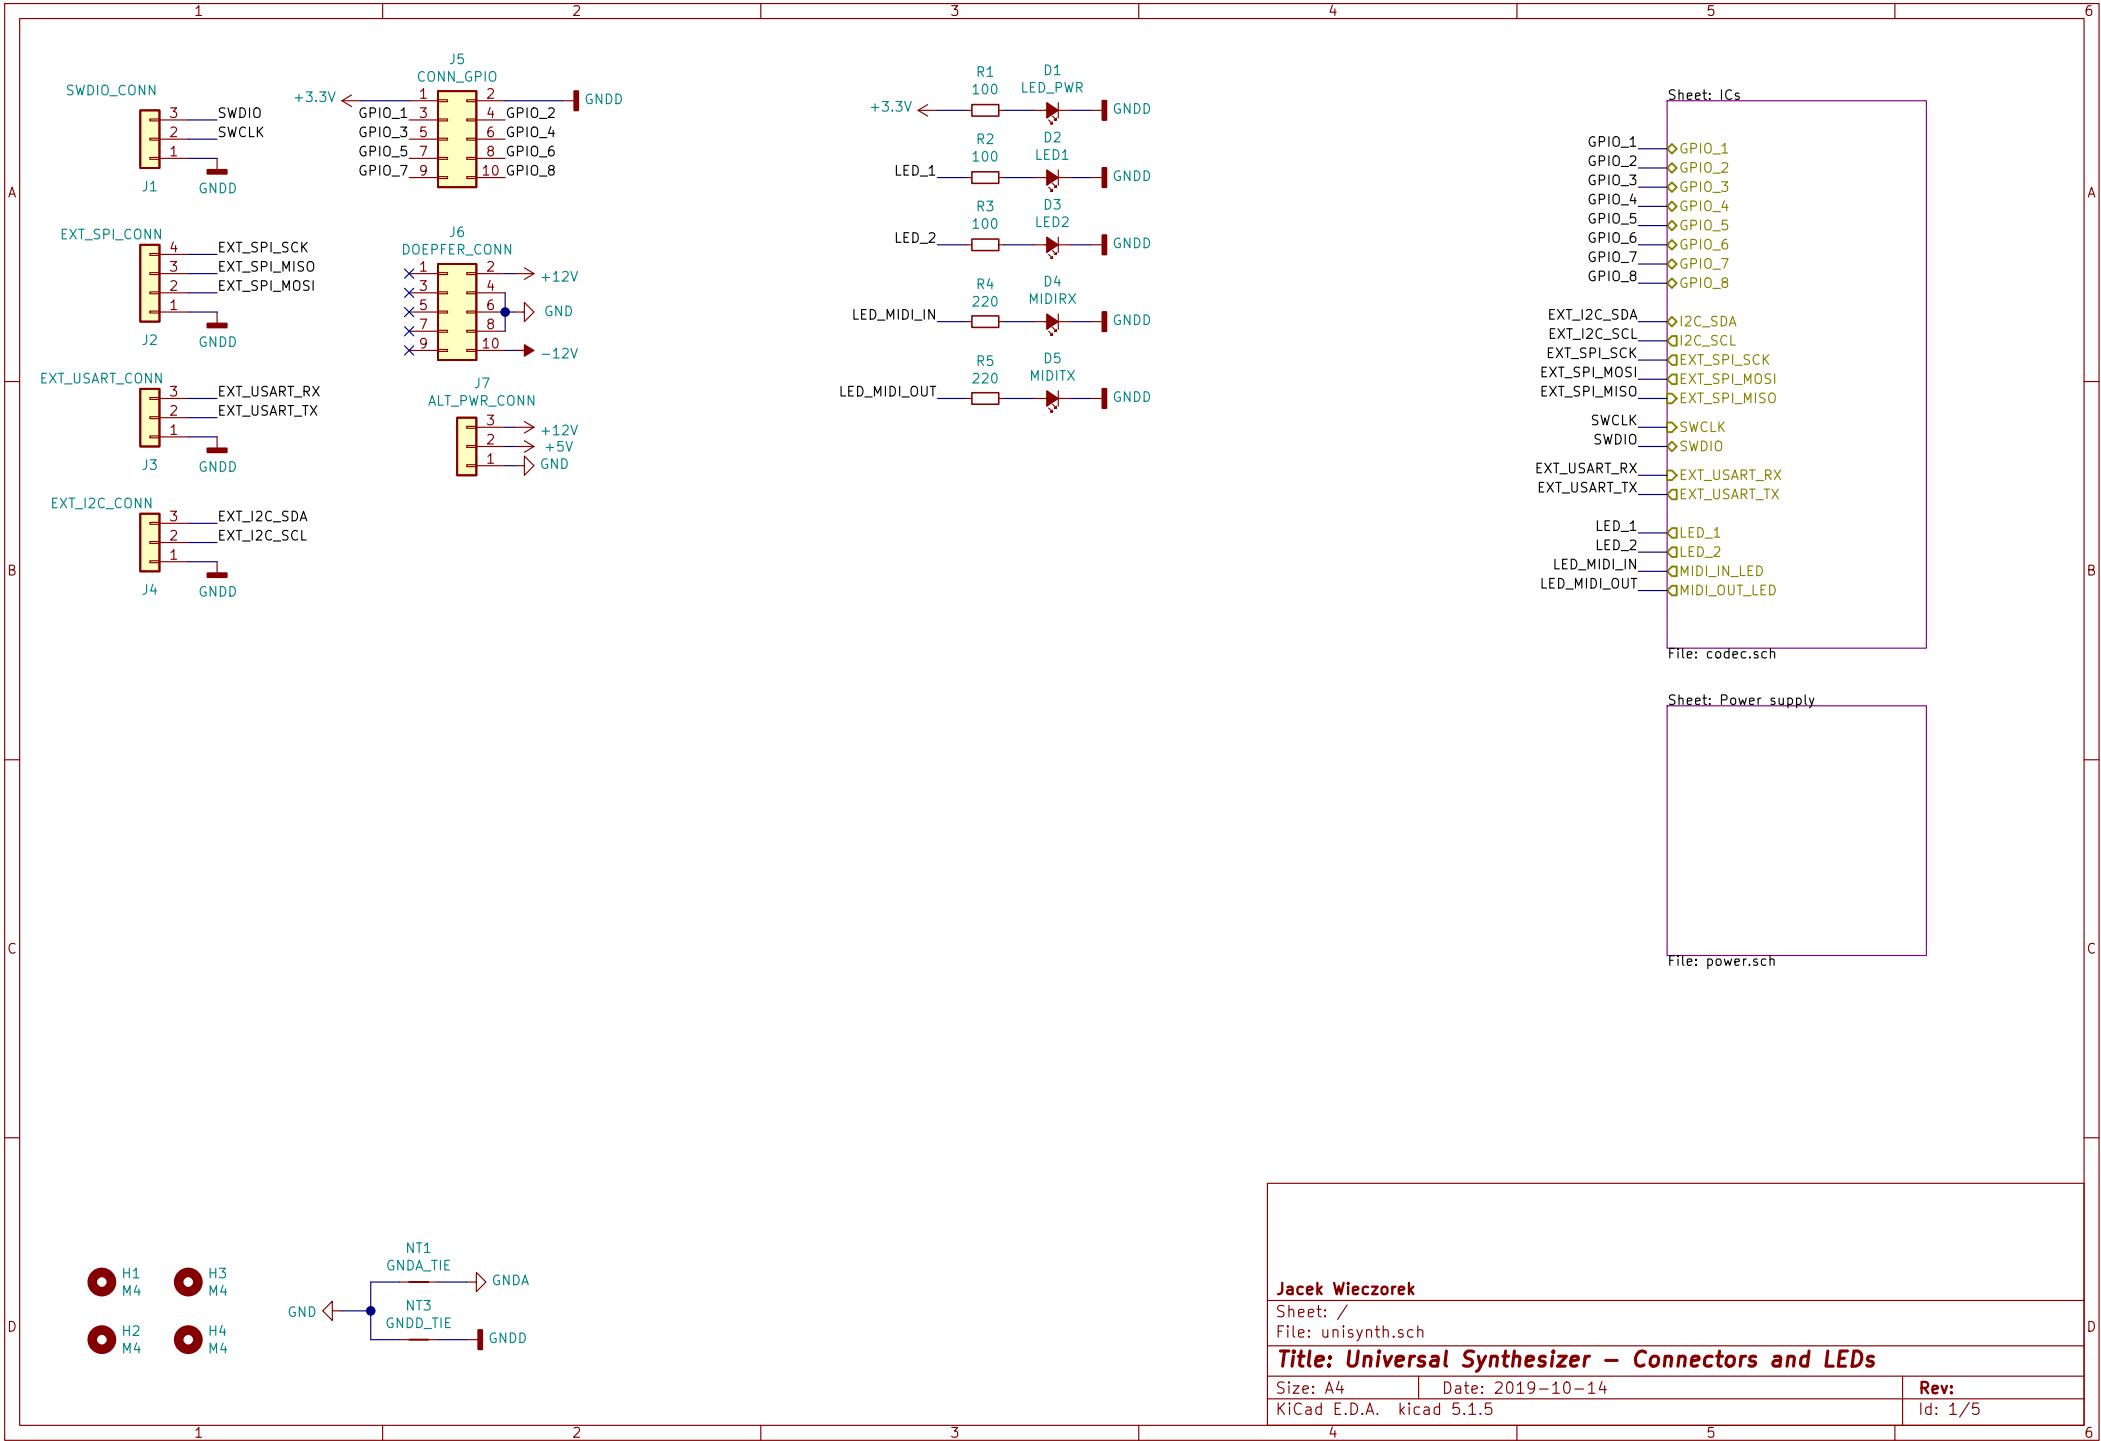 1 2 3 4 5 6
A
B
C
D
SWDIO_CONN
3 SWDIO
2 SWCLK
1
GNDD
J1
EXT_SPI_CONN
4 EXT_SPI_SCK
3 EXT_SPI_MISO
2 EXT_SPI_MOSI
1
GNDD
J2
EXT_USART_CONN
3 EXT_USART_RX
2 EXT_USART_TX
1
GNDD
J3
EXT_I2C_CONN
3 EXT_I2C_SDA
2 EXT_I2C_SCL
1
GNDD
J4
J5
CONN_GPIO
+3.3V 1 2 GNDD
GPIO_1 3 4 GPIO_2
GPIO_3 5 6 GPIO_4
GPIO_5 7 8 GPIO_6
GPIO_7 9 10 GPIO_8
J6
DOEPFER_CONN
1 2 +12V
3 4
5 6 GND
7 8
9 10 -12V
J7
ALT_PWR_CONN
3 +12V
2 +5V
1 GND
R1 D1
100 LED_PWR
+3.3V GNDD
R2 D2
100 LED1
LED_1 GNDD
R3 D3
100 LED2
LED_2 GNDD
R4 D4
220 MIDIRX
LED_MIDI_IN GNDD
R5 D5
220 MIDITX
LED_MIDI_OUT GNDD
Sheet: ICs
GPIO_1 GPIO_1
GPIO_2 GPIO_2
GPIO_3 GPIO_3
GPIO_4 GPIO_4
GPIO_5 GPIO_5
GPIO_6 GPIO_6
GPIO_7 GPIO_7
GPIO_8 GPIO_8
EXT_I2C_SDA I2C_SDA
EXT_I2C_SCL I2C_SCL
EXT_SPI_SCK EXT_SPI_SCK
EXT_SPI_MOSI EXT_SPI_MOSI
EXT_SPI_MISO EXT_SPI_MISO
SWCLK SWCLK
SWDIO SWDIO
EXT_USART_RX EXT_USART_RX
EXT_USART_TX EXT_USART_TX
LED_1 LED_1
LED_2 LED_2
LED_MIDI_IN MIDI_IN_LED
LED_MIDI_OUT MIDI_OUT_LED
File: codec.sch
Sheet: Power supply
File: power.sch
H1
M4
H3
M4
H2
M4
H4
M4
NT1
GNDA_TIE
GNDA
GND
NT3
GNDD_TIE
GNDD
Jacek Wieczorek
Sheet: /
File: unisynth.sch
Title: Universal Synthesizer – Connectors and LEDs
Size: A4 Date: 2019-10-14 Rev:
KiCad E.D.A. kicad 5.1.5 Id: 1/5
A
B
C
D
1 2 3 4 5 6